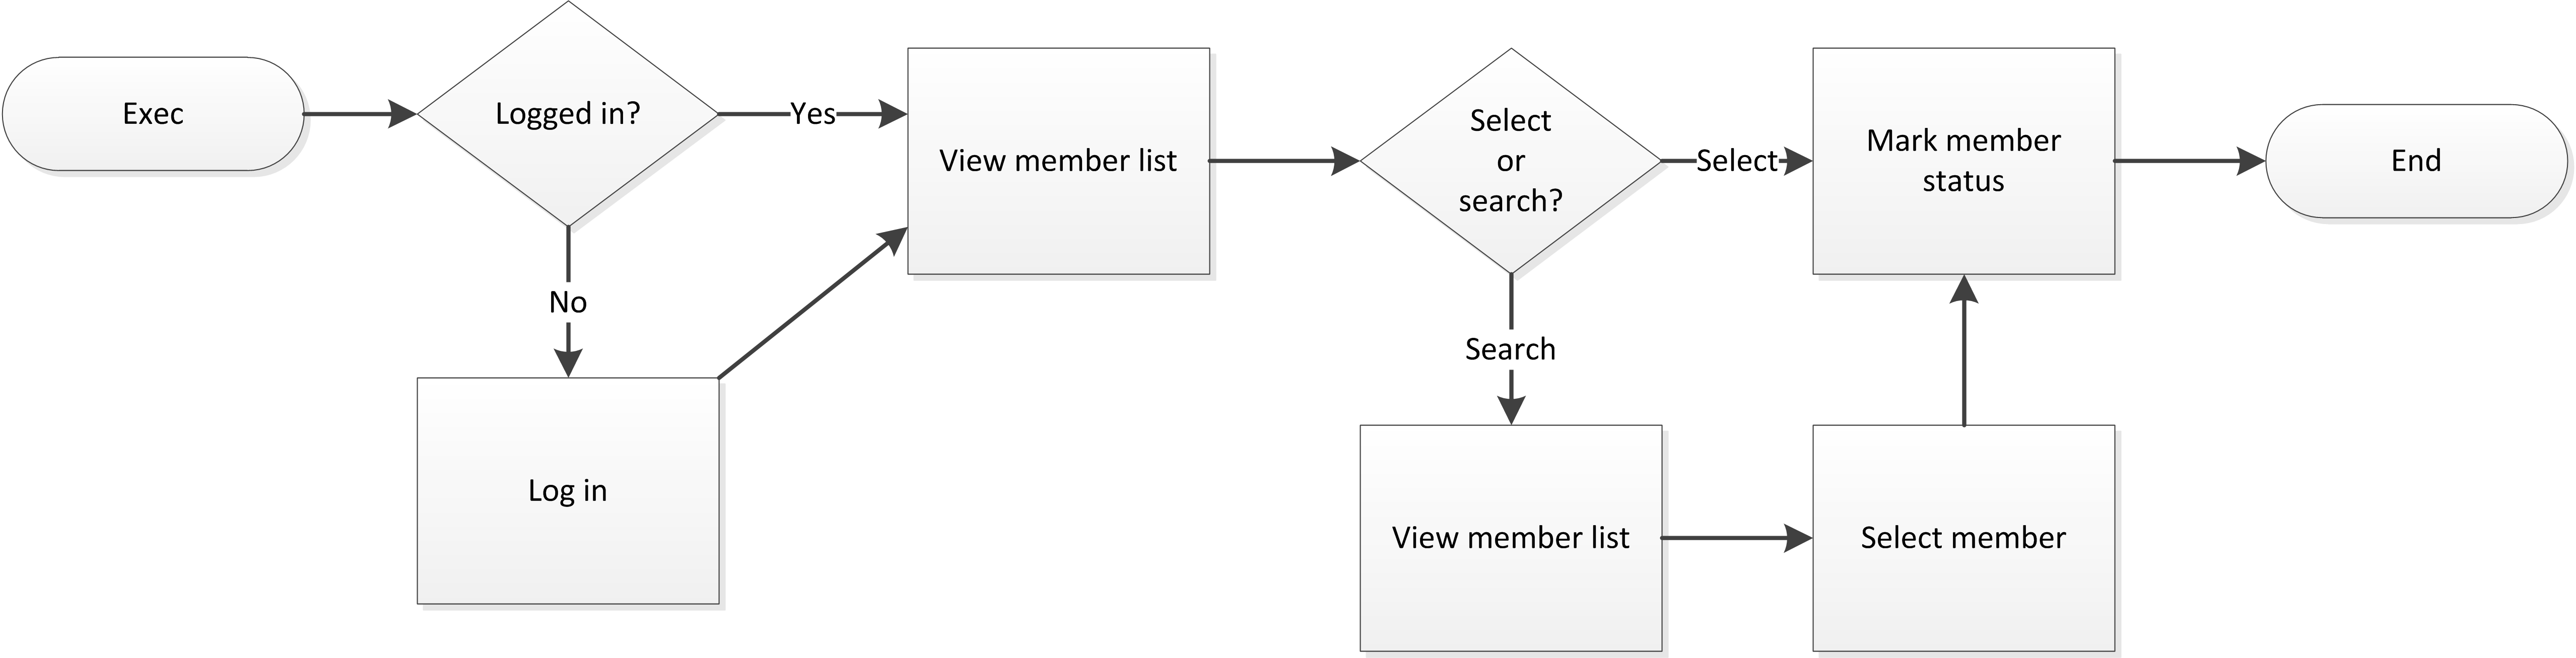 Exec
Logged in?
Yes
No
Log in
View member list
Select
or
search?
Select
Search
View member list
Select member
Mark member
status
End